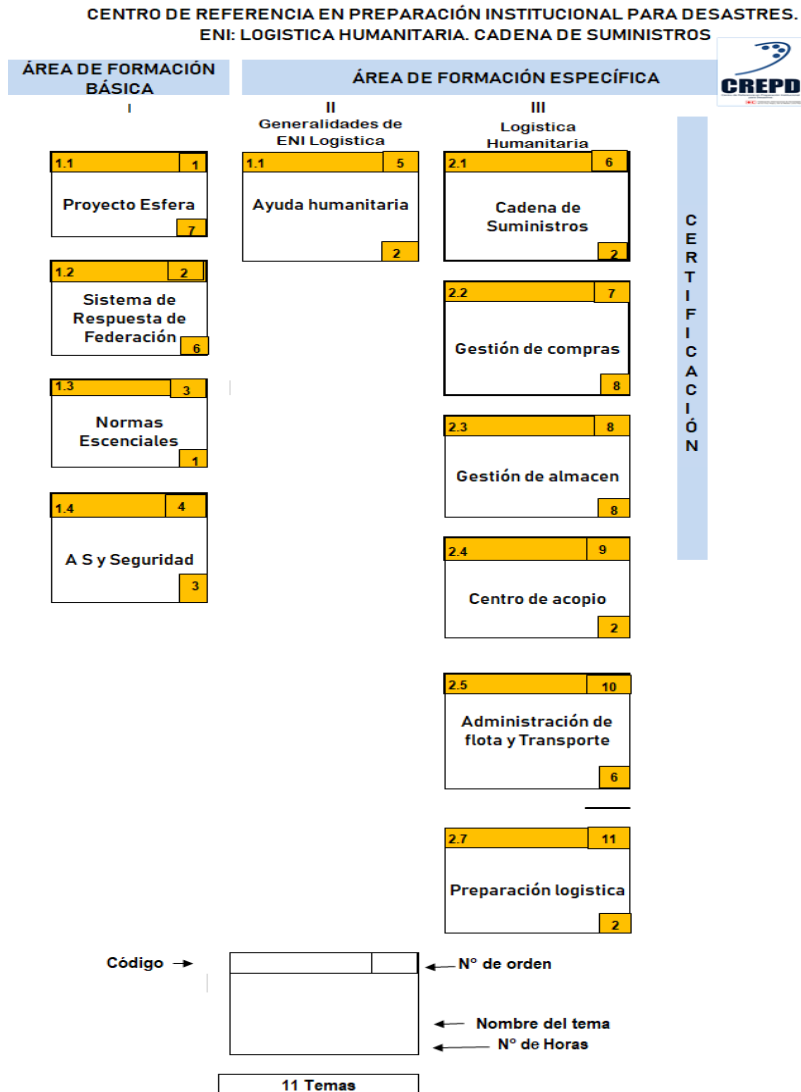 CENTRO DE REFERENCIA EN PREPARACIÓN INSTITUCIONAL PARA DESASTRES.
ENI: LOGISTICA HUMANITARIA. CADENA DE SUMINISTROS
CREPD
ÁREA DE FORMACIÓN
BÁSICA
ÁREA DE FORMACIÓN ESPECÍFICA
I
II
Generalidades de
ENI Logistica
III
Logistica
Humanitaria
1.1 1
Proyecto Esfera
7
1.2 2
Sistema de
Respuesta de
Federación
6
1.3 3
Normas
Escenciales
1
1.4 4
A S y Seguridad
3
1.1 5
Ayuda humanitaria
2
2.1 6
Cadena de
Suministros
2
2.2 7
Gestión de compras
8
2.3 8
Gestión de almacen
8
2.4 9
Centro de acopio
2
2.5 10
Administración de
flota y Transporte
6
2.7 11
Preparación logistica
2
C
E
R
T
I
F
I
C
A
C
I
Ó
N
Código
N° de orden
Nombre del tema
N° de Horas
11 Temas